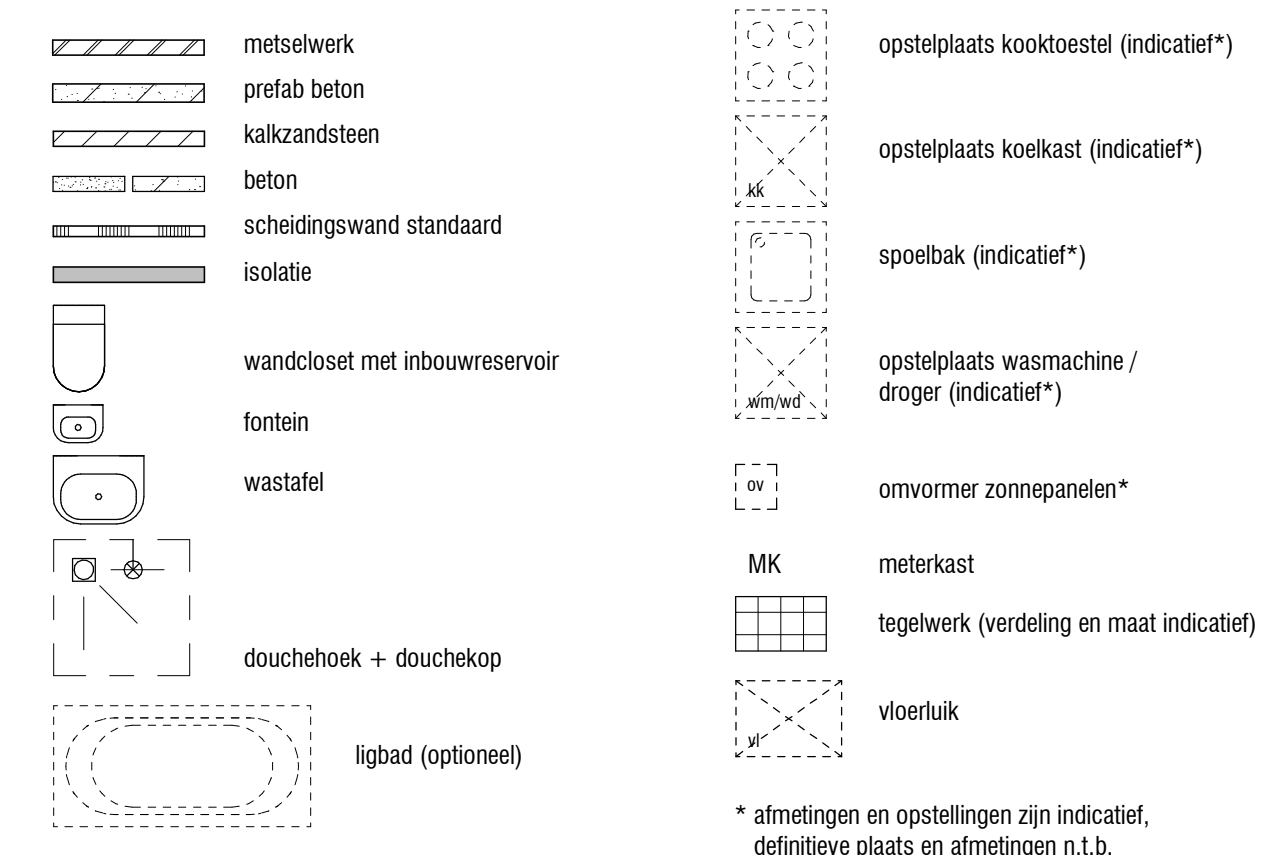 metselwerk
prefab beton
kalkzandsteen
beton
scheidingswand standaard
isolatie
wandcloset met inbouwreservoir
fontein
wastafel
douchehoek + douchekop
ligbad (optioneel)
opstelplaats kooktoestel (indicatief*)
opstelplaats koelkast (indicatief*)
kk
spoelbak (indicatief*)
opstelplaats wasmachine /
droger (indicatief*)
wm/wd
ov
omvormer zonnepanelen*
MK
meterkast
tegelwerk (verdeling en maat indicatief)
vloerluik
vl
* afmetingen en opstellingen zijn indicatief,
definitieve plaats en afmetingen n.t.b.